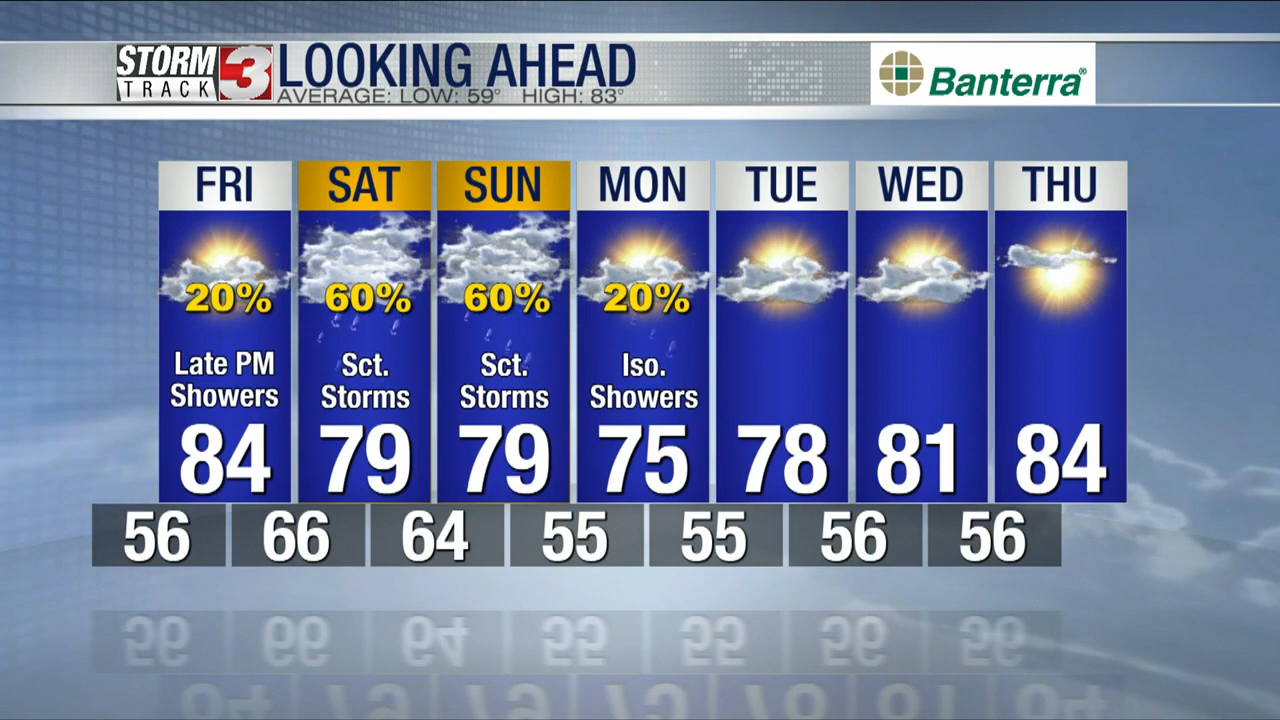 STORM
TRACK
3
LOOKING AHEAD
AVERAGE: LOW: 59° HIGH: 83°
Banterra®
FRI SAT SUN MON TUE WED THU
20% 60% 60% 20%
Late PM Sct. Sct. Iso.
Showers Storms Storms Showers
84 79 79 75 78 81 84
56 66 64 55 55 56 56